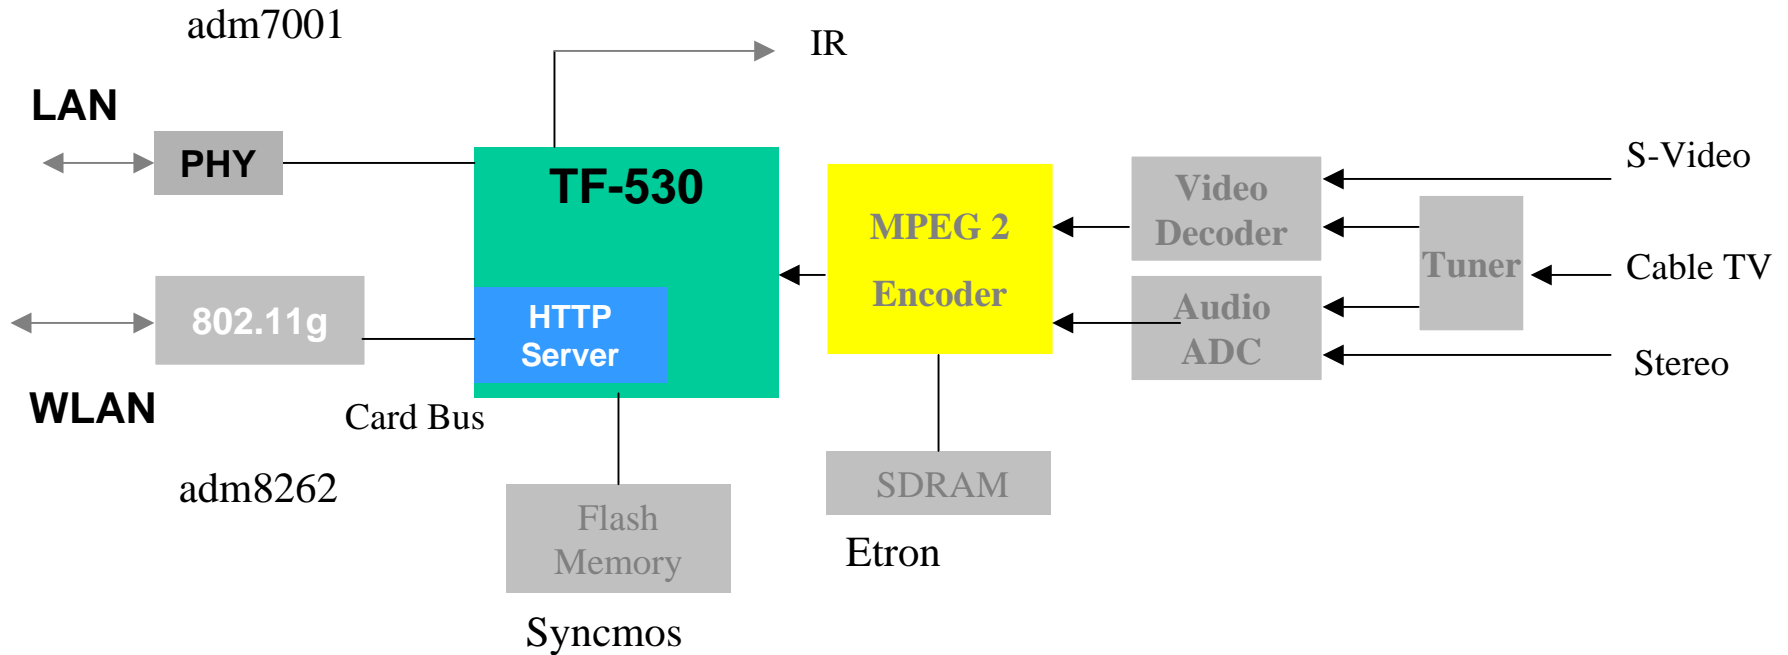 adm7001
IR
LAN
PHY
TF-530
S-Video
Video
Decoder
MPEG 2
Encoder
Tuner
Cable TV
802.11g
HTTP
Server
Audio
ADC
Stereo
WLAN
Card Bus
adm8262
Flash
Memory
SDRAM
Etron
Syncmos